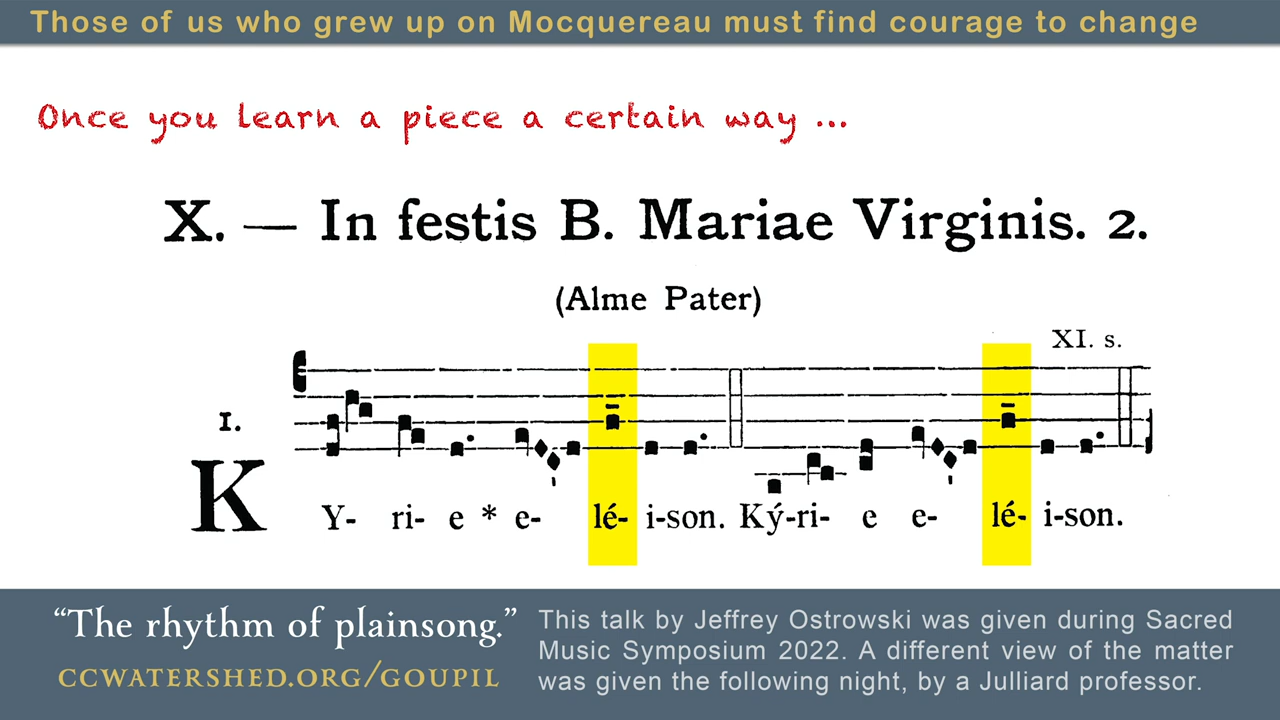 Those of us who grew up on Mocquereau must find courage to change
Once you learn a piece a certain way ...
X. — In festis B. Mariae Virginis. 2.
(Alme Pater)
XI. s.
I.
KY- ri- e * e- lé- i-son. Ký-ri- e e- lé- i-son.
“The rhythm of plainsong.”
CCWATERSHED.ORG/GOUPIL
This talk by Jeffrey Ostrowski was given during Sacred
Music Symposium 2022. A different view of the matter
was given the following night, by a Julliard professor.